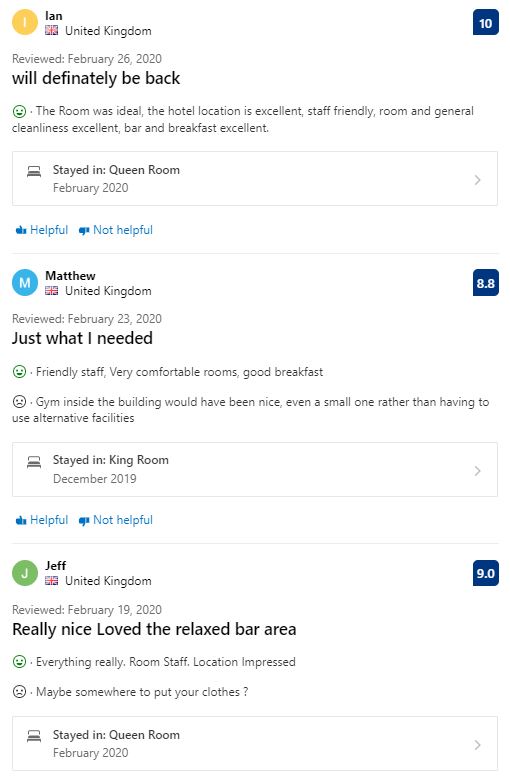 I
Ian
United Kingdom
10
Reviewed: February 26, 2020
will definately be back
· The Room was ideal, the hotel location is excellent, staff friendly, room and general
cleanliness excellent, bar and breakfast excellent.
Stayed in: Queen Room
February 2020
Helpful Not helpful
M
Matthew
United Kingdom
8.8
Reviewed: February 23, 2020
Just what I needed
· Friendly staff, Very comfortable rooms, good breakfast
· Gym inside the building would have been nice, even a small one rather than having to
use alternative facilities
Stayed in: King Room
December 2019
Helpful Not helpful
J
Jeff
United Kingdom
9.0
Reviewed: February 19, 2020
Really nice Loved the relaxed bar area
· Everything really. Room Staff. Location Impressed
· Maybe somewhere to put your clothes ?
Stayed in: Queen Room
February 2020